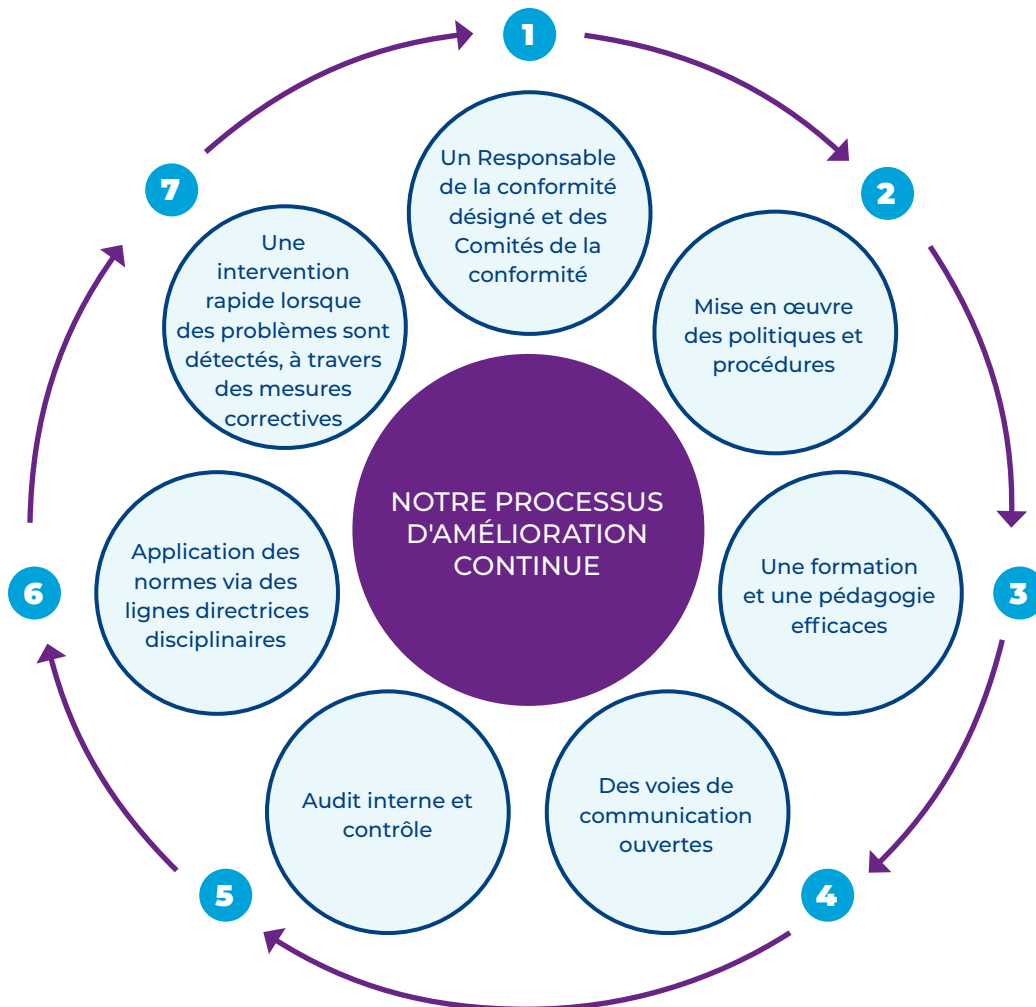 1
Un Responsable
de la conformité
désigné et des
Comités de la
conformité
2
Mise en œuvre
des politiques et
procédures
3
Une formation
et une pédagogie
efficaces
4
Des voies de
communication
ouvertes
5
Audit interne et
contrôle
6
Application des
normes via des
lignes directrices
disciplinaires
7
Une
intervention
rapide lorsque
des problèmes sont
détectés, à travers
des mesures
correctives
NOTRE PROCESSUS
D'AMÉLIORATION
CONTINUE